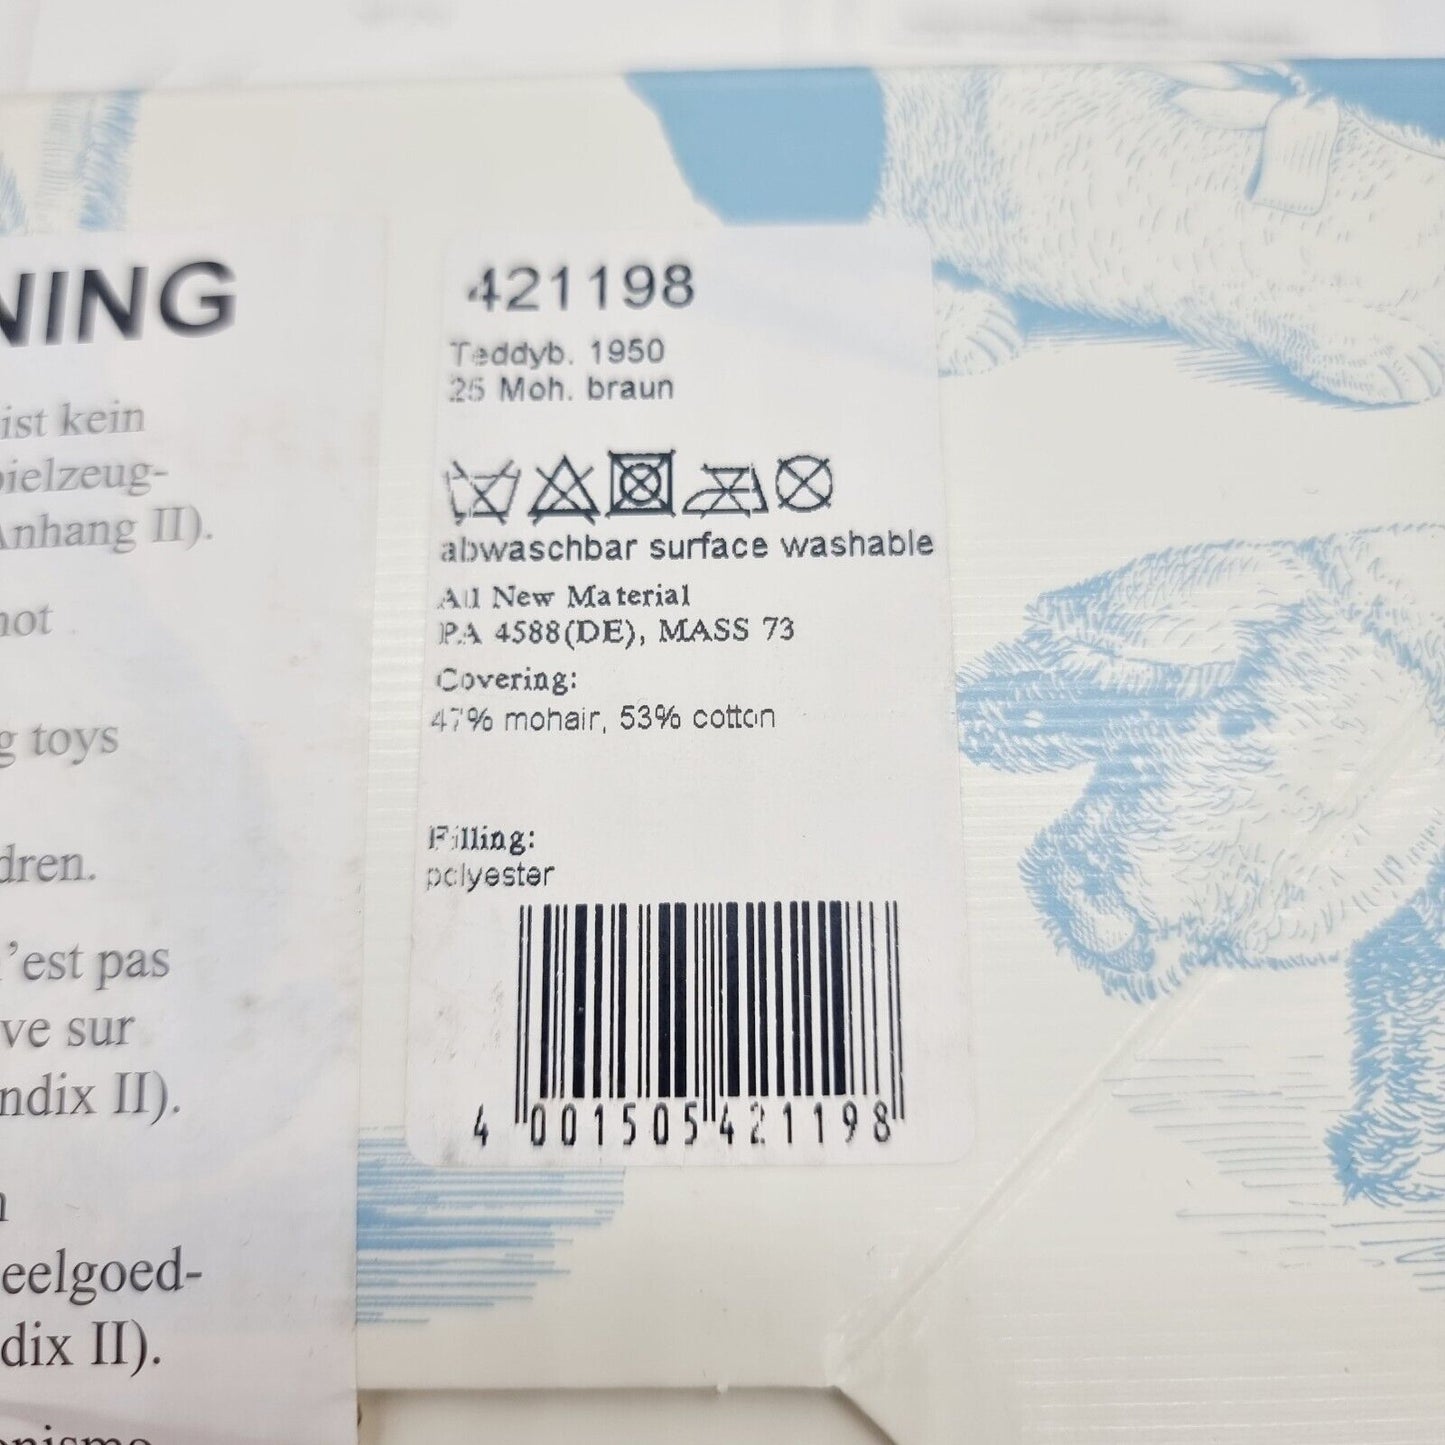 NING
ist kein
pielzeug-
Anhang II).
not
g toys
dren.
'est pas
ve sur
ndix II).
eelgoed-
dix II).
421198
Teddyb. 1950
25 Moh. braun
abwaschbar surface washable
All New Material
PA 4588(DE), MASS 73
Covering:
47% mohair, 53% cotton
Filling:
polyester
4 001505 421198